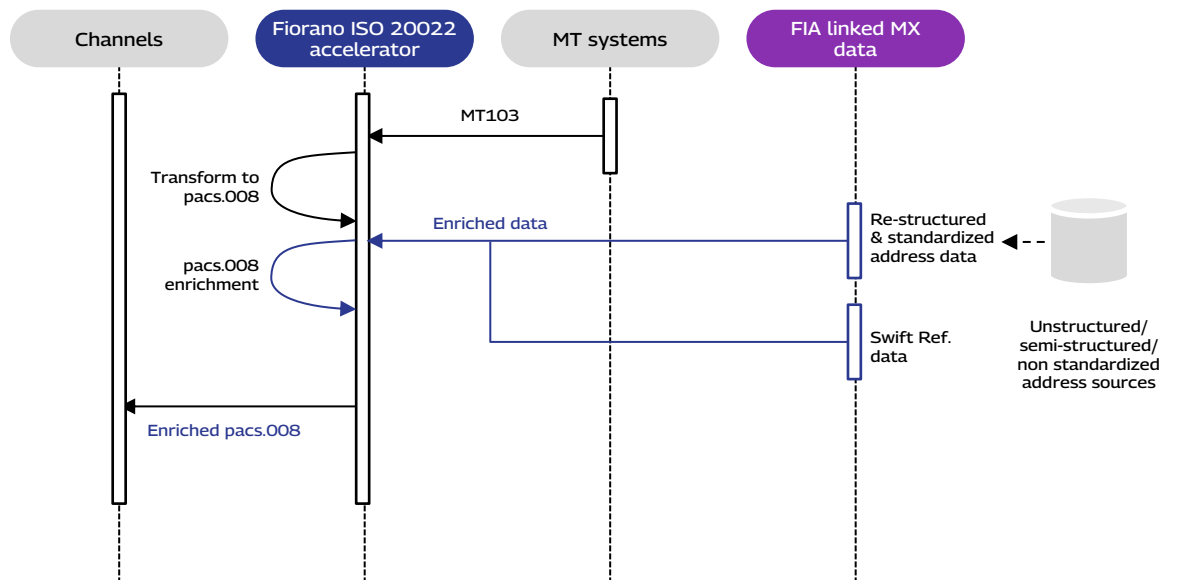 Channels
Fiorano ISO 20022
accelerator
MT systems
FIA linked MX
data
MT103
Transform to
pacs.008
Enriched data
Re-structured
& standardized
address data
pacs.008
enrichment
Unstructured/
semi-structured/
non standardized
address sources
Swift Ref.
data
Enriched pacs.008